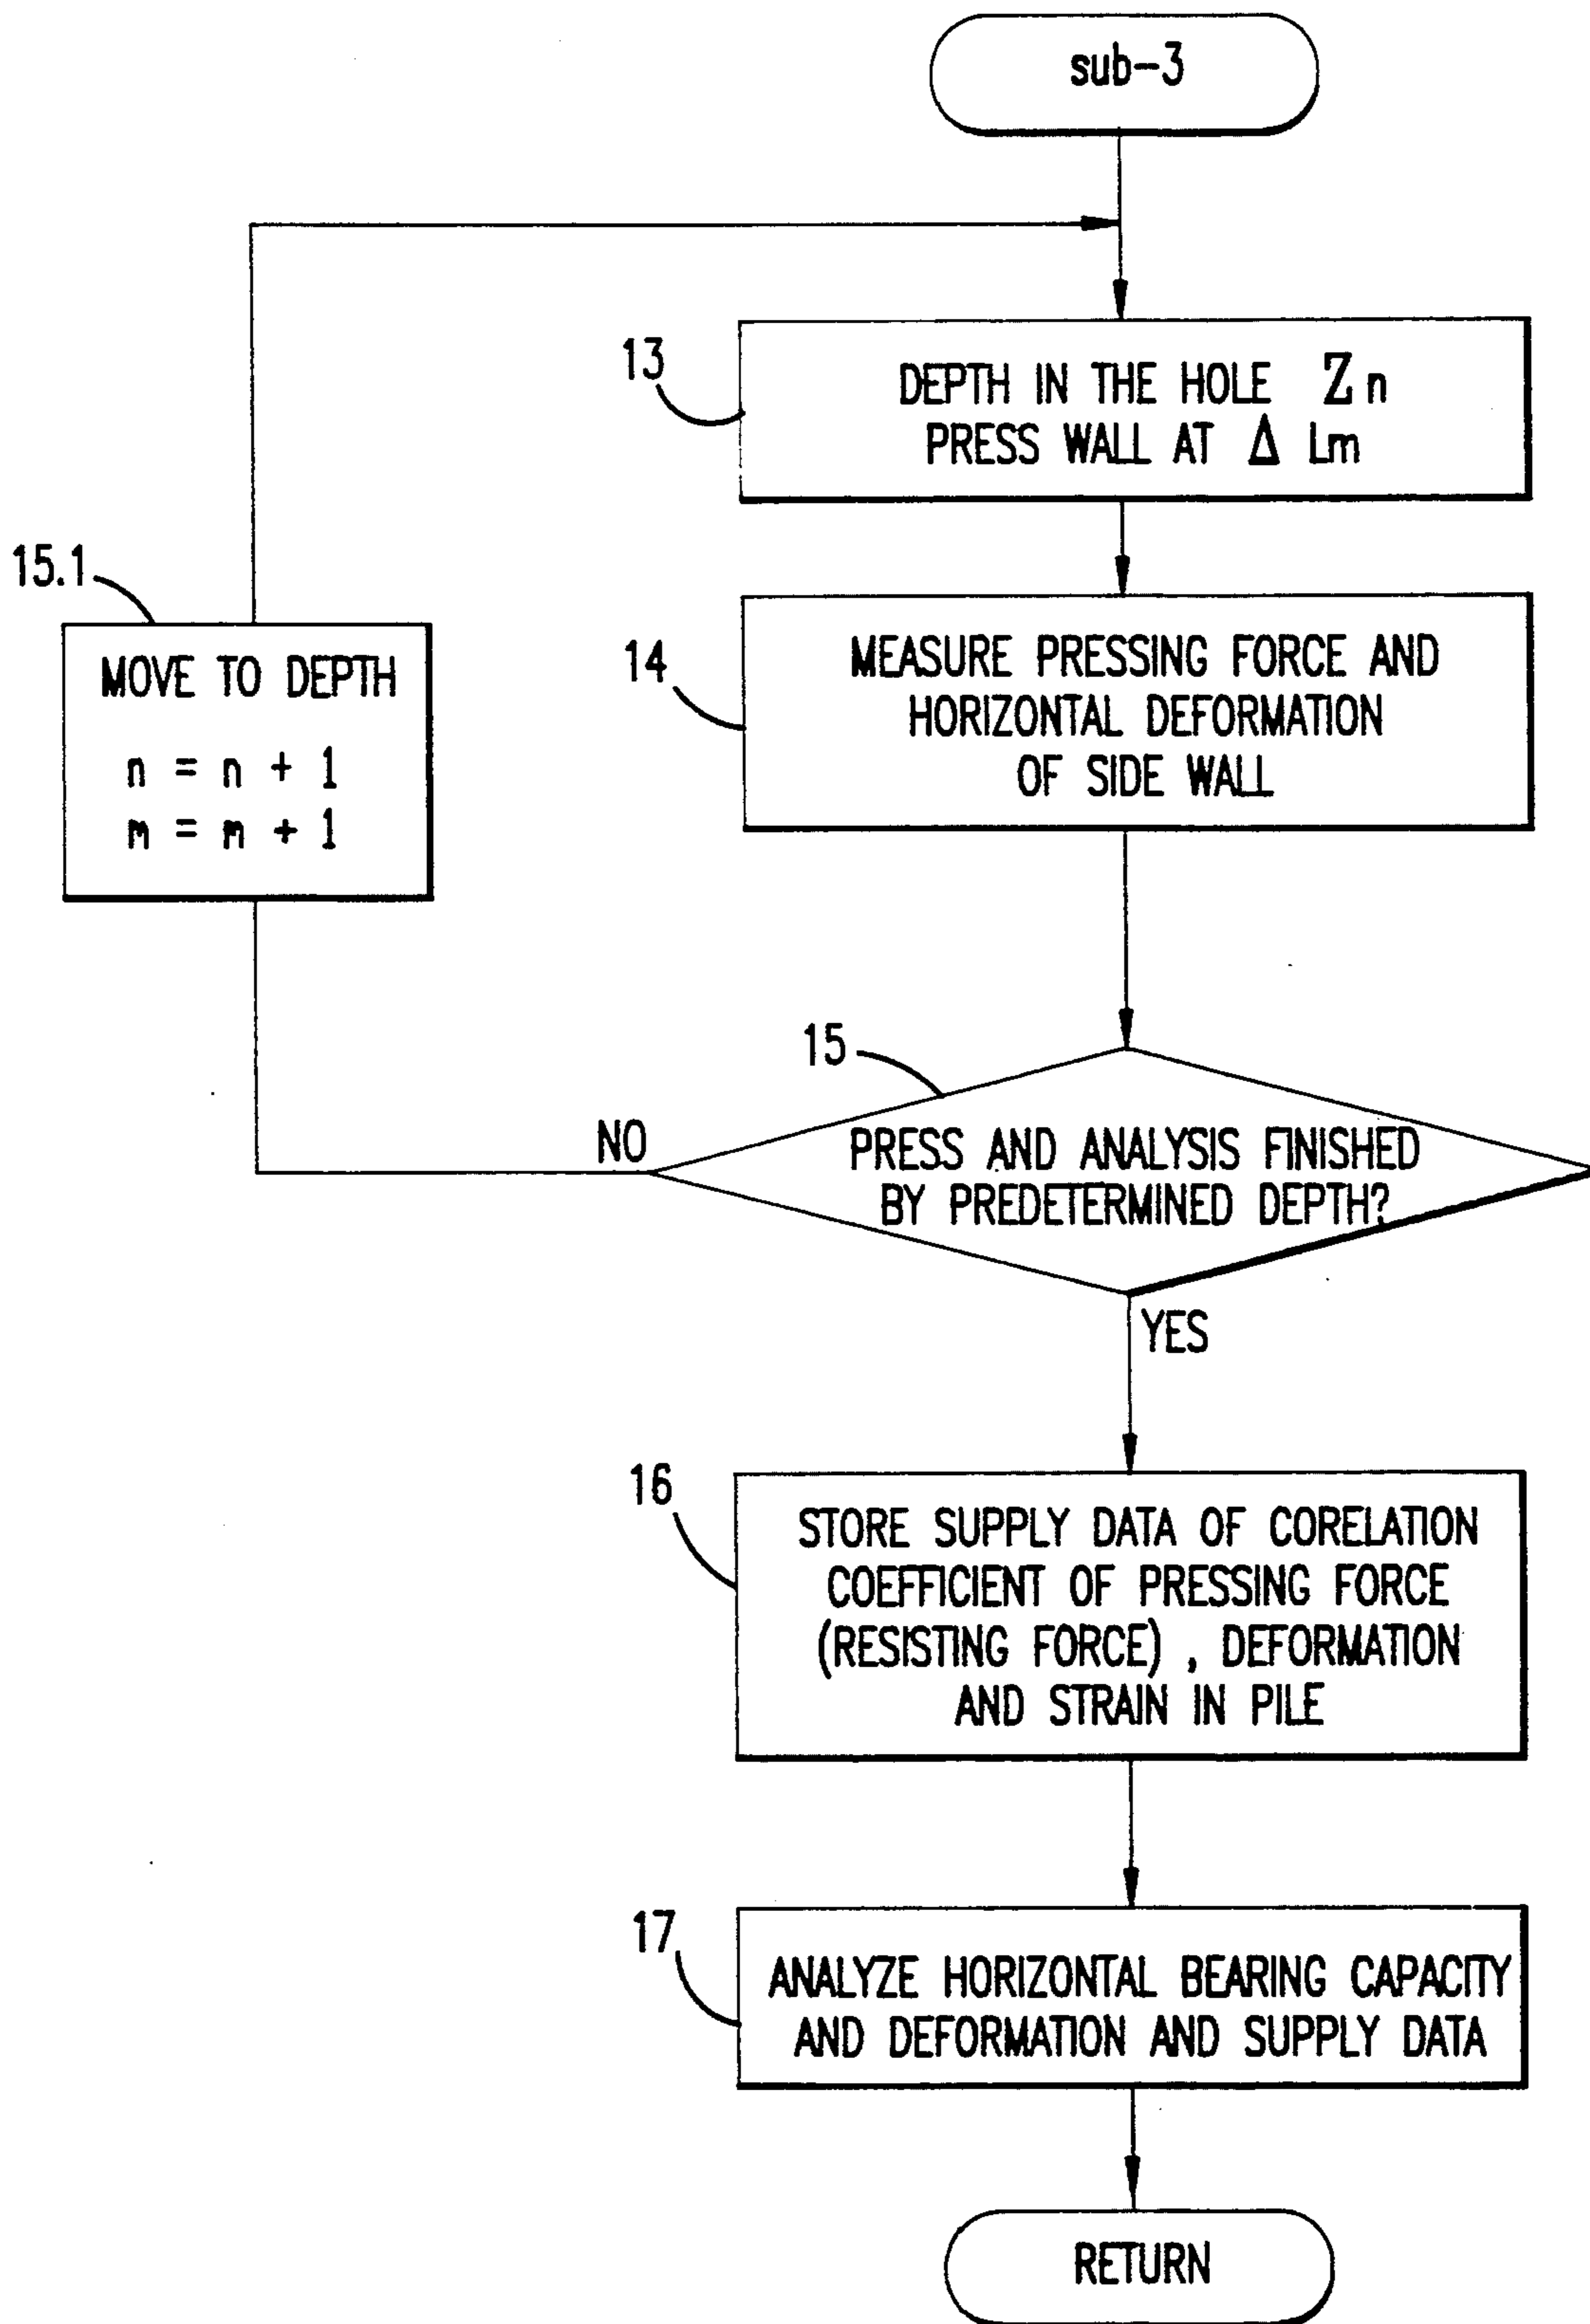 sub-3
13
DEPTH IN THE HOLE Zn
PRESS WALL AT Δ Lm
15.1
MOVE TO DEPTH
n = n + 1
m = m + 1
14
MEASURE PRESSING FORCE AND
HORIZONTAL DEFORMATION
OF SIDE WALL
15
NO
PRESS AND ANALYSIS FINISHED
BY PREDETERMINED DEPTH?
YES
16
STORE SUPPLY DATA OF CORELATION
COEFFICIENT OF PRESSING FORCE
(RESISTING FORCE) , DEFORMATION
AND STRAIN IN PILE
17
ANALYZE HORIZONTAL BEARING CAPACITY
AND DEFORMATION AND SUPPLY DATA
RETURN